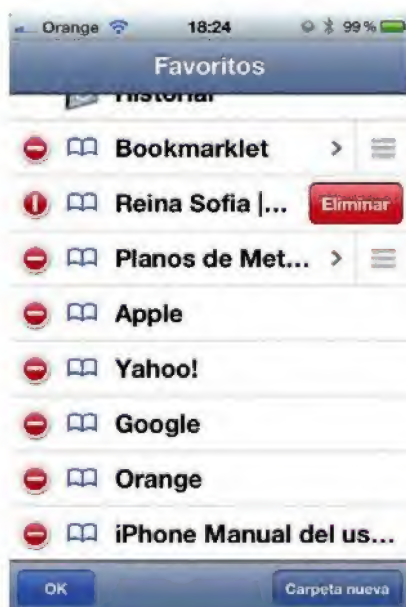 Orange 18:24 99 %
Favoritos
Historial
Bookmarklet
Reina Sofia |... Eliminar
Planos de Met...
Apple
Yahoo!
Google
Orange
iPhone Manual del us...
OK Carpeta nueva